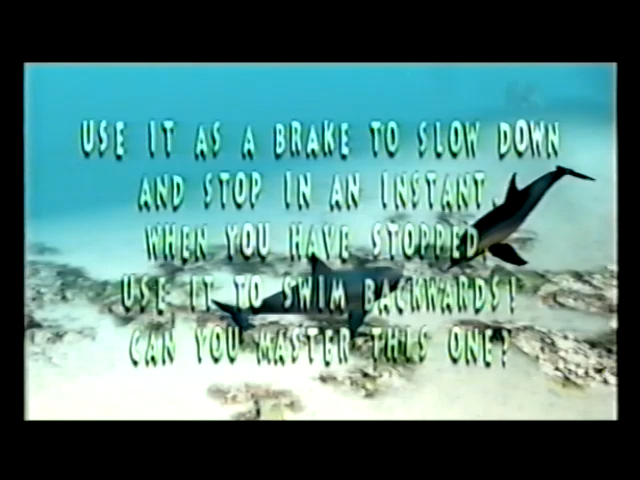 USE IT AS A BRAKE TO SLOW DOWN
AND STOP IN AN INSTANT.
WHEN YOU HAVE STOPPED
USE IT TO SWIM BACKWARDS!
CAN YOU MASTER THIS ONE?